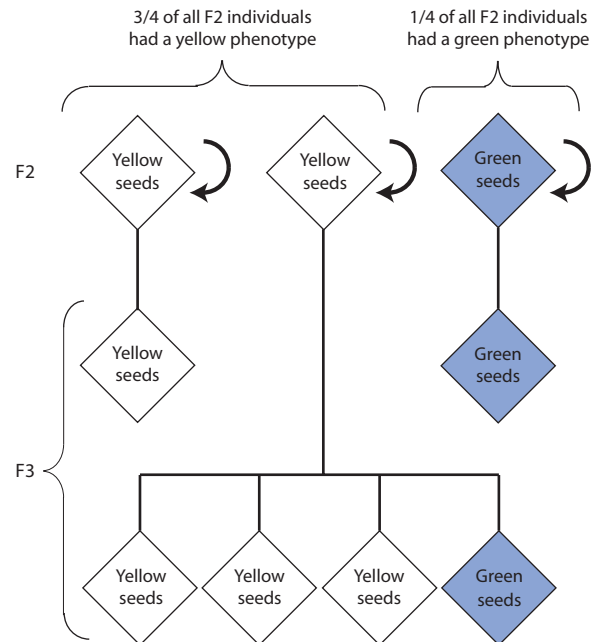 3/4 of all F2 individuals
had a yellow phenotype
1/4 of all F2 individuals
had a green phenotype
F2
Yellow
seeds
Yellow
seeds
Green
seeds
Yellow
seeds
Green
seeds
F3
Yellow
seeds
Yellow
seeds
Yellow
seeds
Green
seeds